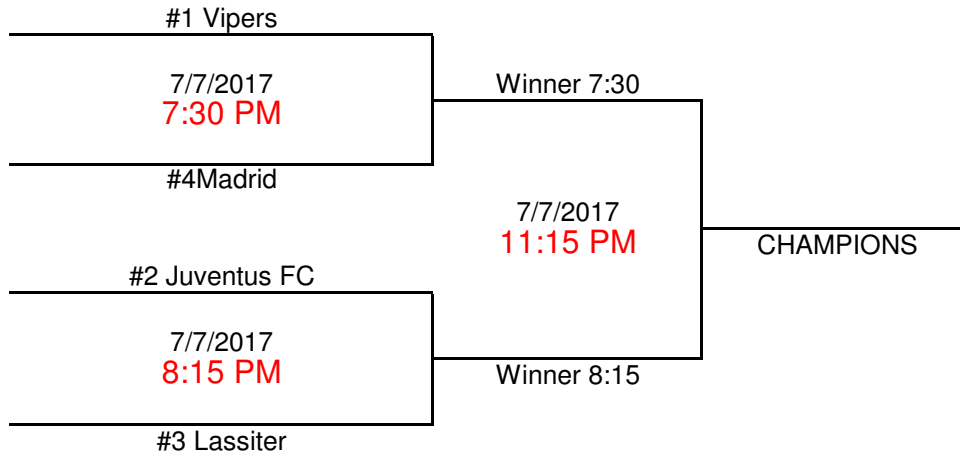 #1 Vipers
7/7/2017
7:30 PM
Winner 7:30
#4Madrid
7/7/2017
11:15 PM
CHAMPIONS
#2 Juventus FC
7/7/2017
8:15 PM
Winner 8:15
#3 Lassiter